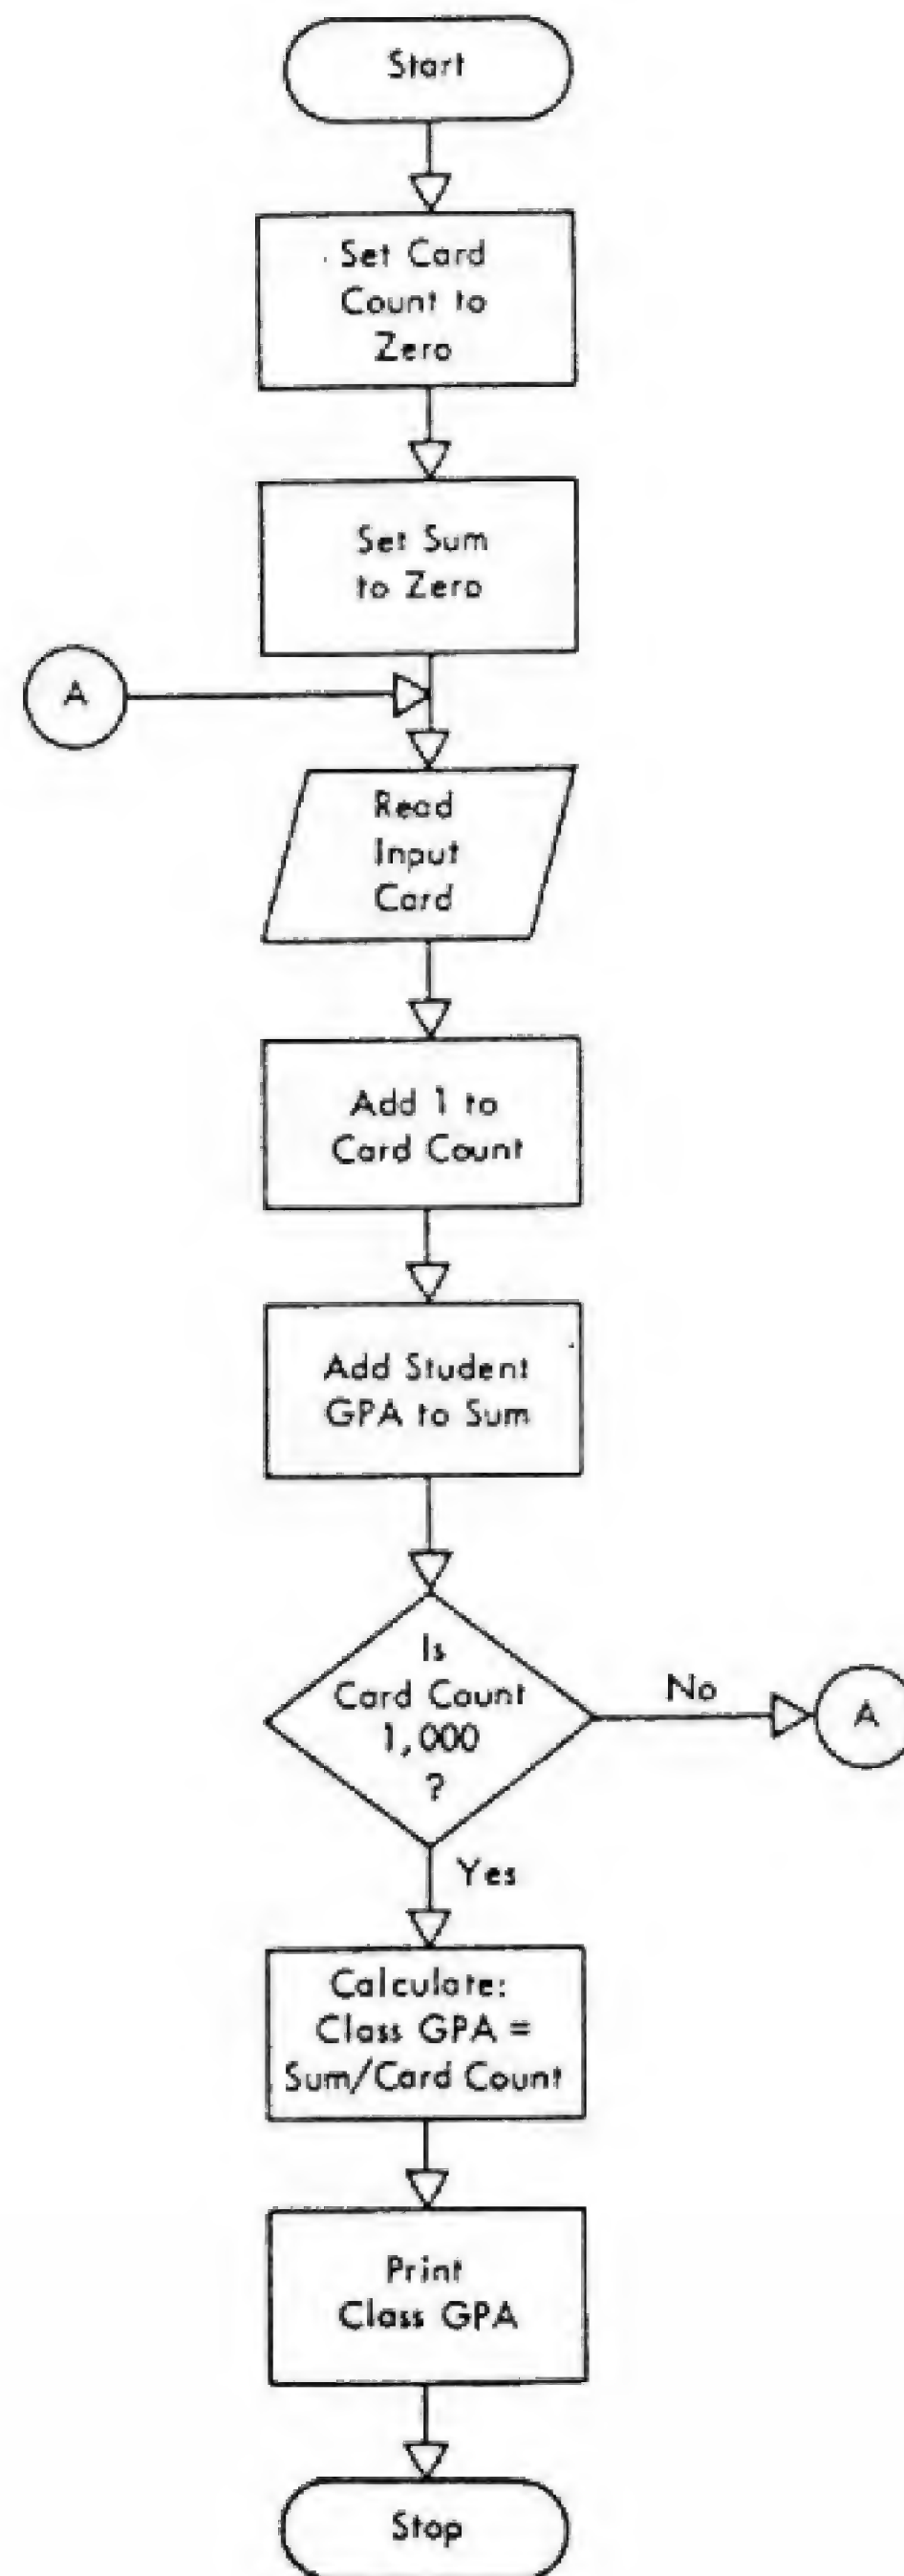 Start
Set Card
Count to
Zero
Set Sum
to Zero
A
Read
Input
Card
Add 1 to
Card Count
Add Student
GPA to Sum
Is
Card Count
1,000
?
No
A
Yes
Calculate:
Class GPA =
Sum/Card Count
Print
Class GPA
Stop